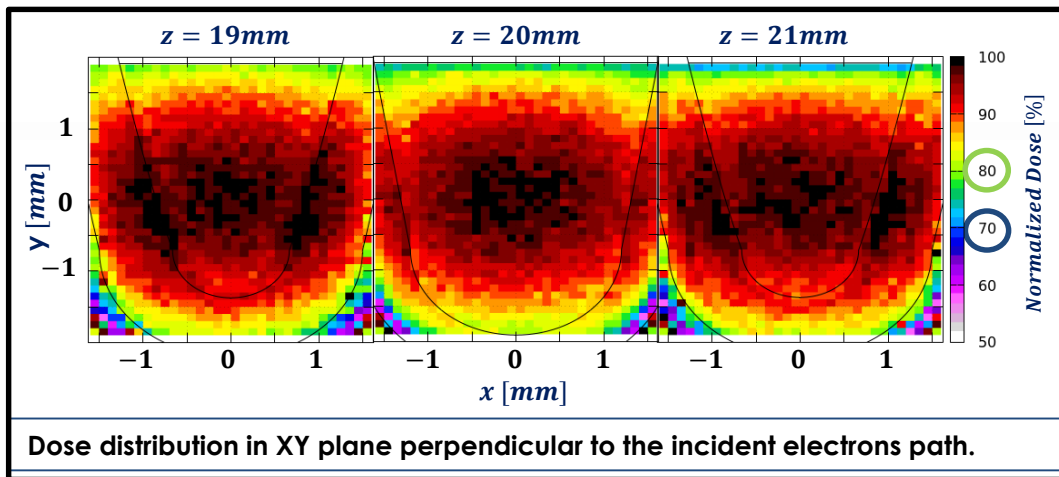 z = 19mm z = 20mm z = 21mm
100
90
80
70
60
50
Normalized Dose [%]
1
0
−1
y [mm]
−1 0 1 −1 0 1 −1 0 1
x [mm]
Dose distribution in XY plane perpendicular to the incident electrons path.